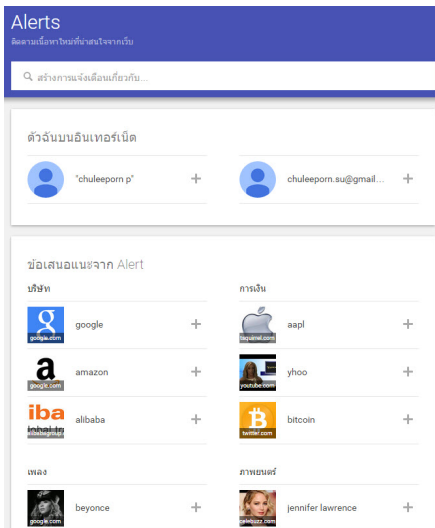 Alerts
ติดตามเนื้อหาใหม่ที่น่าสนใจจากเว็บ
สร้างการแจ้งเตือนเกี่ยวกับ...
ตัวฉันบนอินเทอร์เน็ต
"chuleeporn p"
chuleeporn.su@gmail...
ข้อเสนอแนะจาก Alert
บริษัท
การเงิน
google.com
google
aapl
a
google.com
amazon
youtube.com
yhoo
iba
alibaba
twitter.com
bitcoin
เพลง
ภาพยนตร์
google.com
beyonce
celebuzz.com
jennifer lawrence